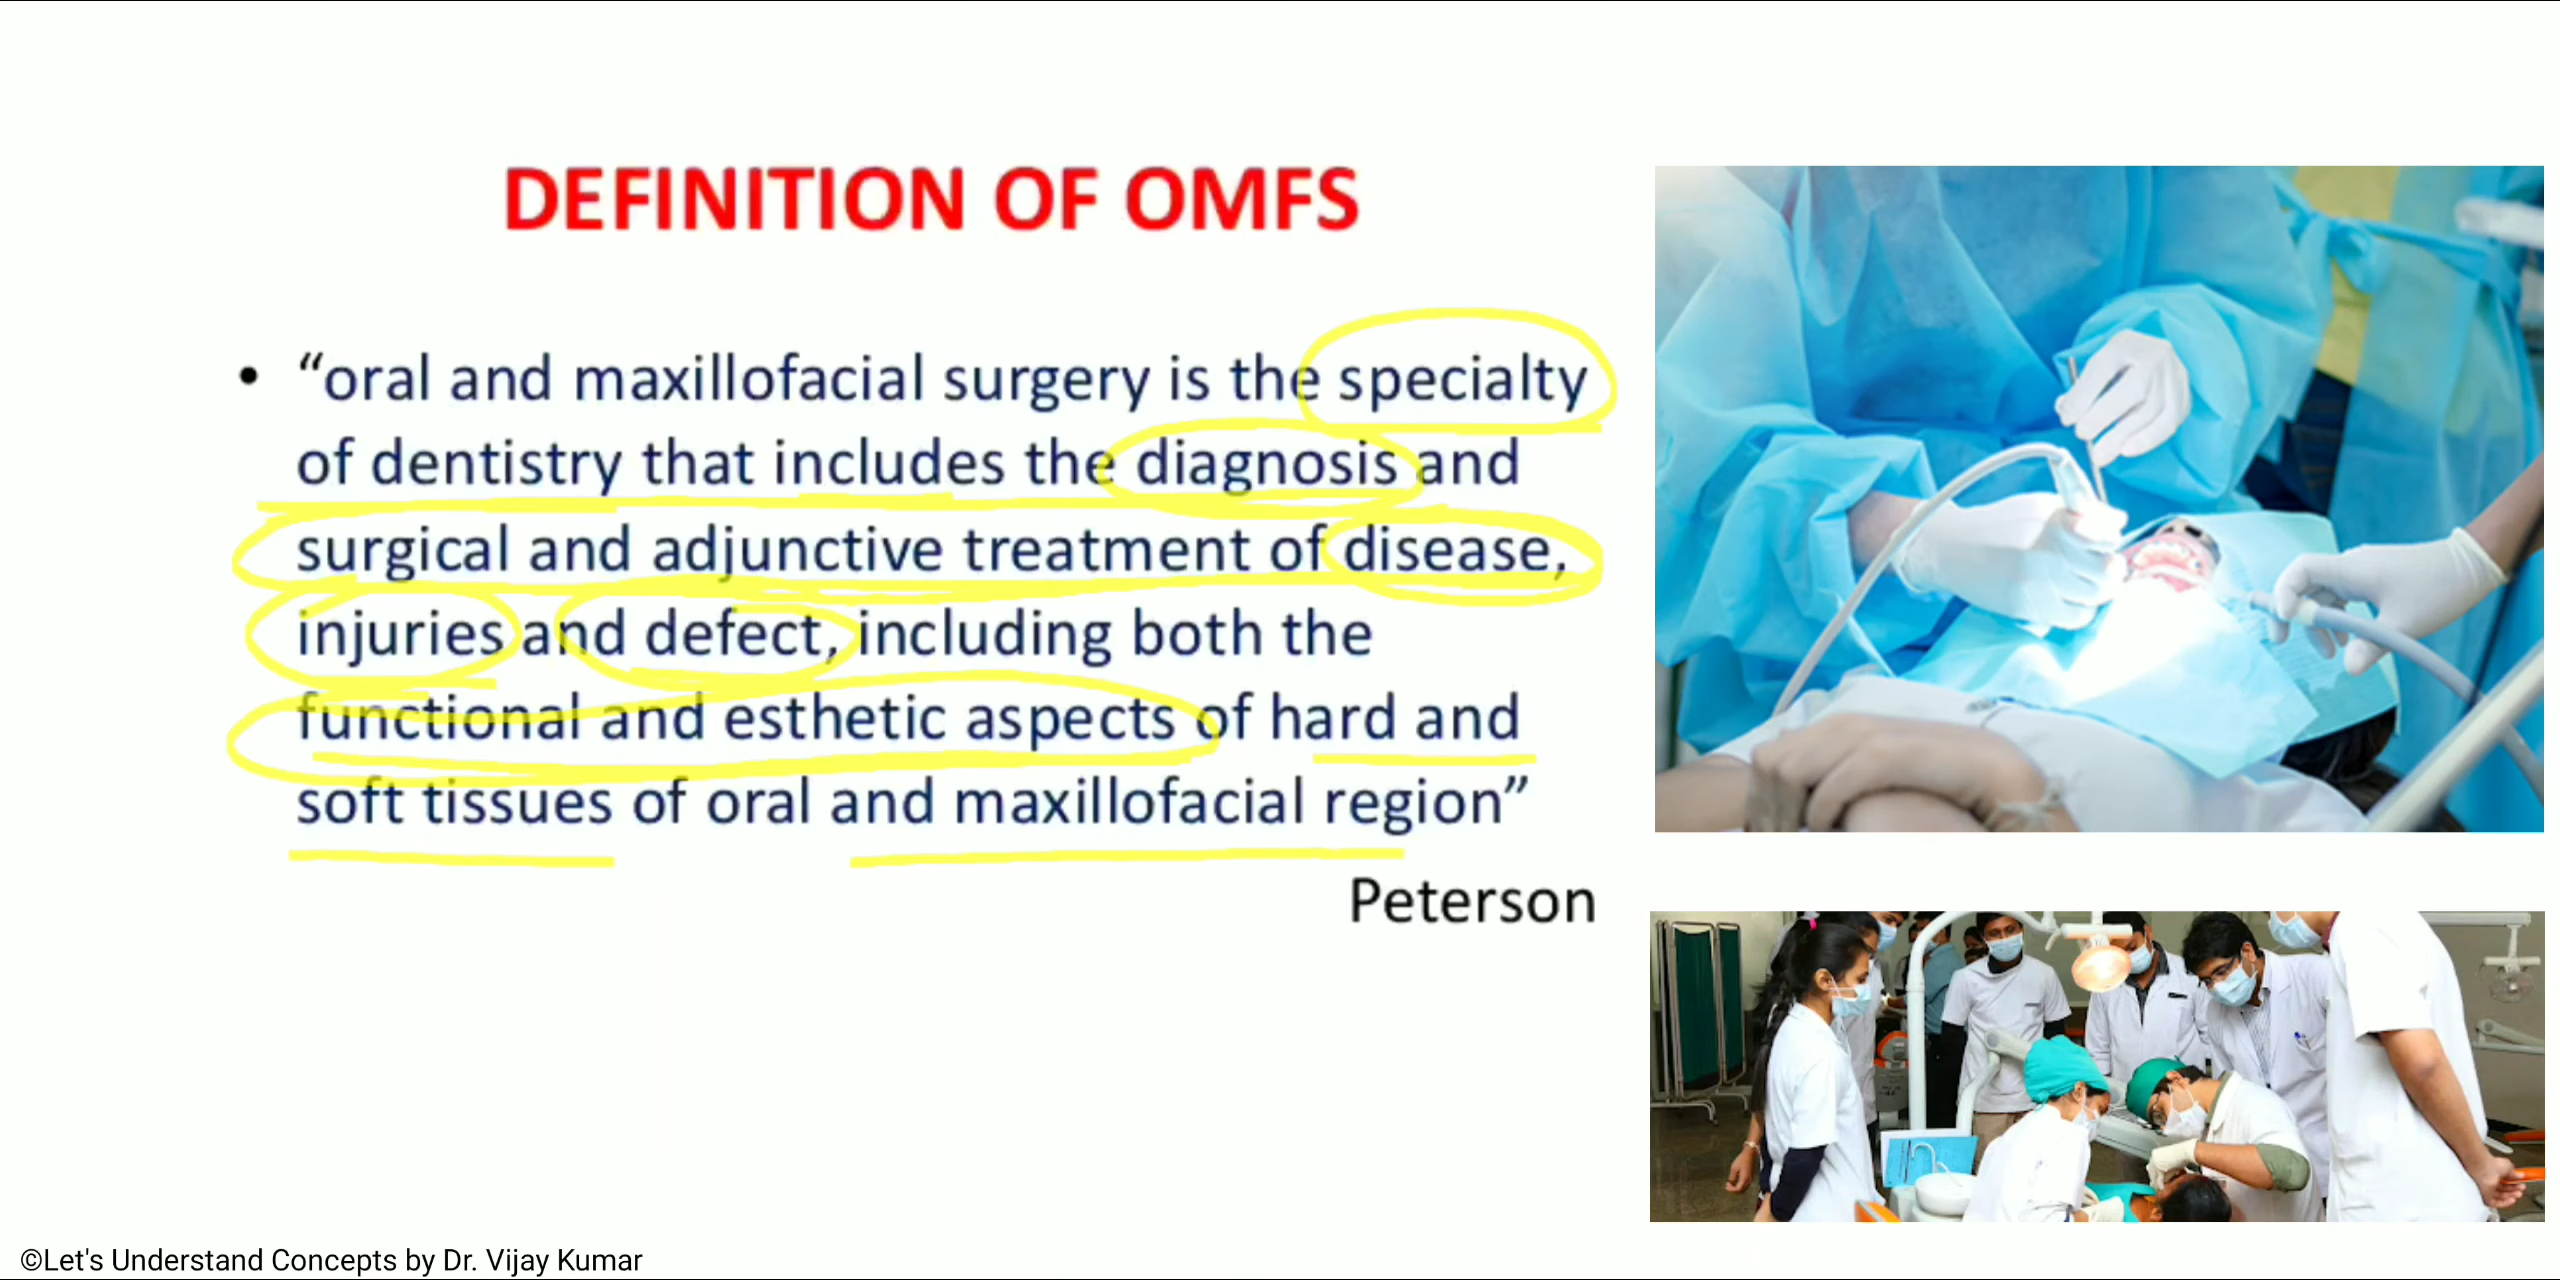 DEFINITION OF OMFS
• “oral and maxillofacial surgery is the specialty
of dentistry that includes the diagnosis and
surgical and adjunctive treatment of disease,
injuries and defect, including both the
functional and esthetic aspects of hard and
soft tissues of oral and maxillofacial region”
Peterson
©Let's Understand Concepts by Dr. Vijay Kumar